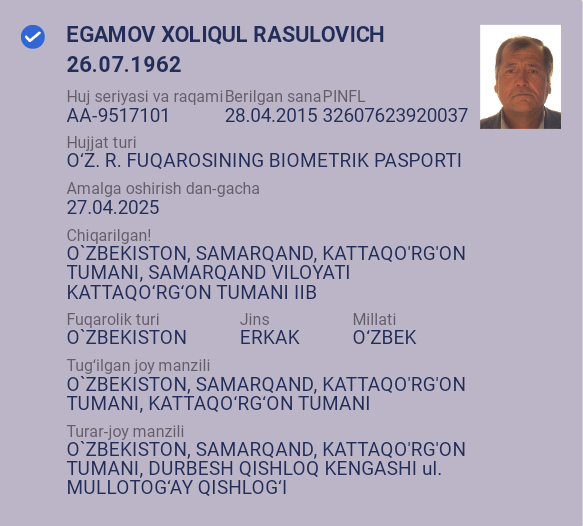 EGAMOV XOLIQUL RASULOVICH
26.07.1962
Huj seriyasi va raqami Berilgan sana PINFL
AA-9517101 28.04.2015 32607623920037
Hujjat turi
O‘Z. R. FUQAROSINING BIOMETRIK PASPORTI
Amalga oshirish dan-gacha
27.04.2025
Chiqarilgan!
O`ZBEKISTON, SAMARQAND, KATTAQO'RG'ON
TUMANI, SAMARQAND VILOYATI
KATTAQO‘RG‘ON TUMANI IIB
Fuqarolik turi Jins Millati
O`ZBEKISTON ERKAK O‘ZBEK
Tug‘ilgan joy manzili
O`ZBEKISTON, SAMARQAND, KATTAQO'RG'ON
TUMANI, KATTAQO‘RG‘ON TUMANI
Turar-joy manzili
O`ZBEKISTON, SAMARQAND, KATTAQO'RG'ON
TUMANI, DURBESH QISHLOQ KENGASHI ul.
MULLOTOG‘AY QISHLOG‘I